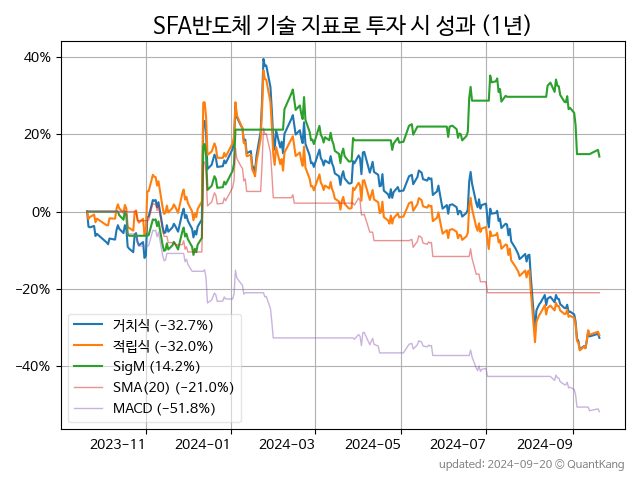 SFA반도체 기술 지표로 투자 시 성과 (1년)
40%
20%
0%
−20%
−40%
거치식 (−32.7%)
적립식 (−32.0%)
SigM (14.2%)
SMA(20) (−21.0%)
MACD (−51.8%)
2023−11
2024−01
2024−03
2024−05
2024−07
2024−09
updated: 2024−09−20 ⓒ QuantKang